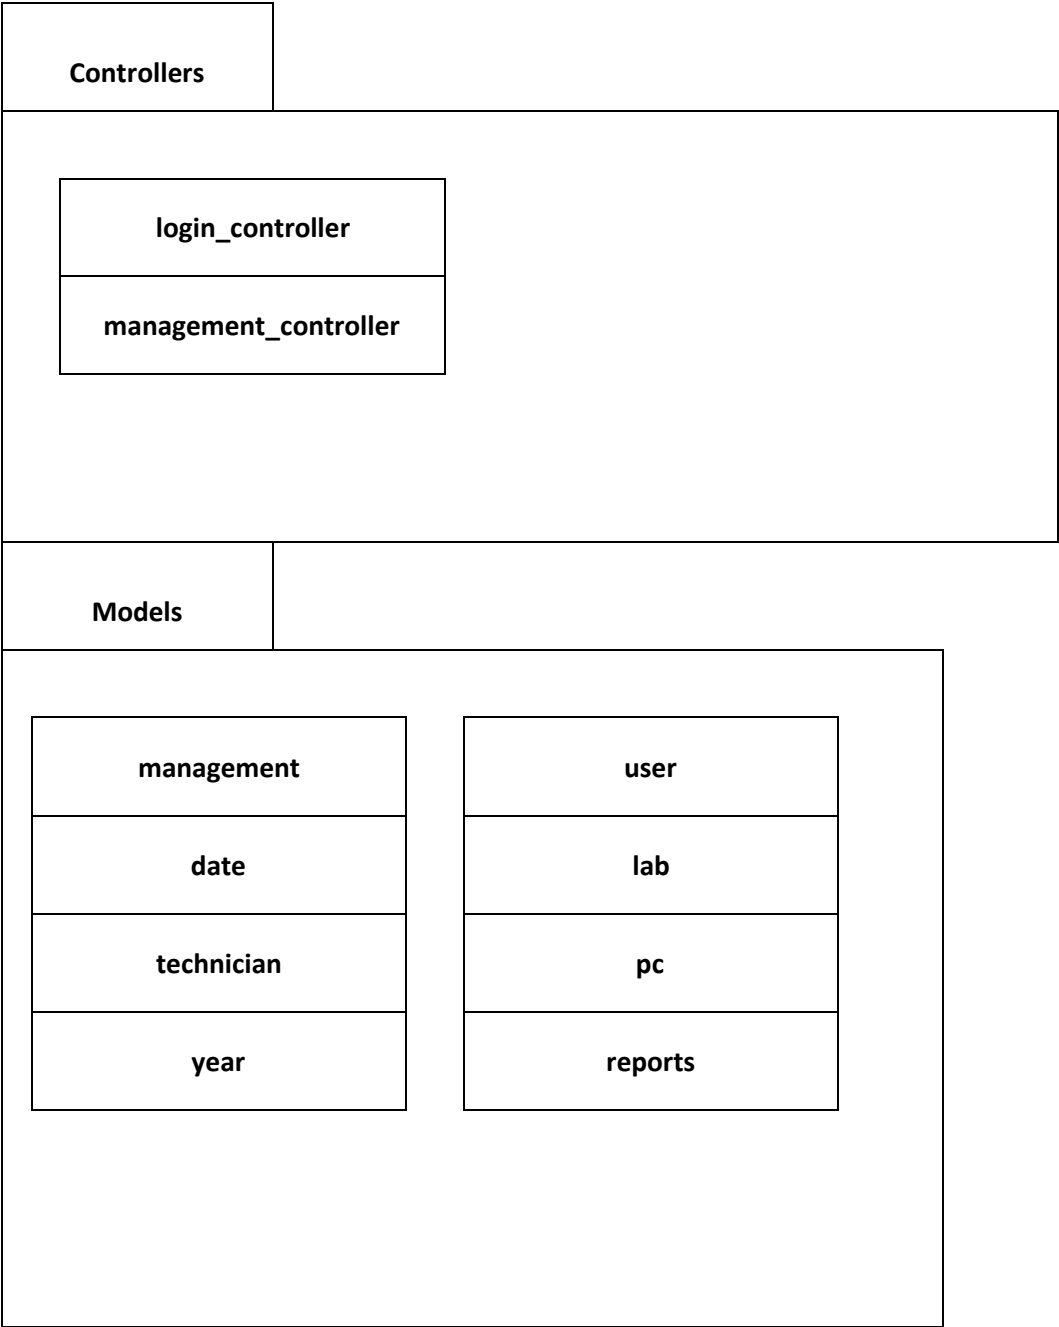 Controllers
login_controller
management_controller
Models
management
date
technician
year
user
lab
pc
reports